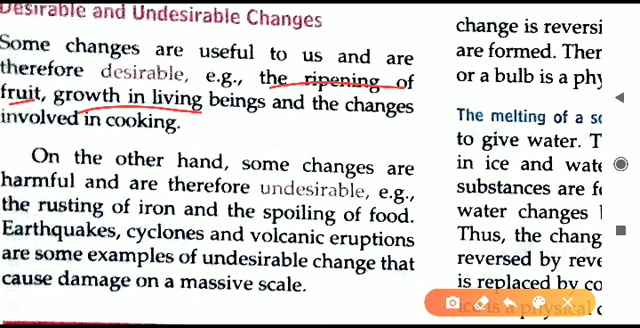 Desirable and Undesirable Changes
Some changes are useful to us and are
therefore desirable, e.g., the ripening of
fruit, growth in living beings and the changes
involved in cooking.
On the other hand, some changes are
harmful and are therefore undesirable, e.g.,
the rusting of iron and the spoiling of food.
Earthquakes, cyclones and volcanic eruptions
are some examples of undesirable change that
cause damage on a massive scale.
change is reversi
are formed. Ther
or a bulb is a phy
The melting of a so
to give water. T
in ice and wate
substances are fo
water changes
Thus, the chang
reversed by reve
is replaced by co
is a physical c